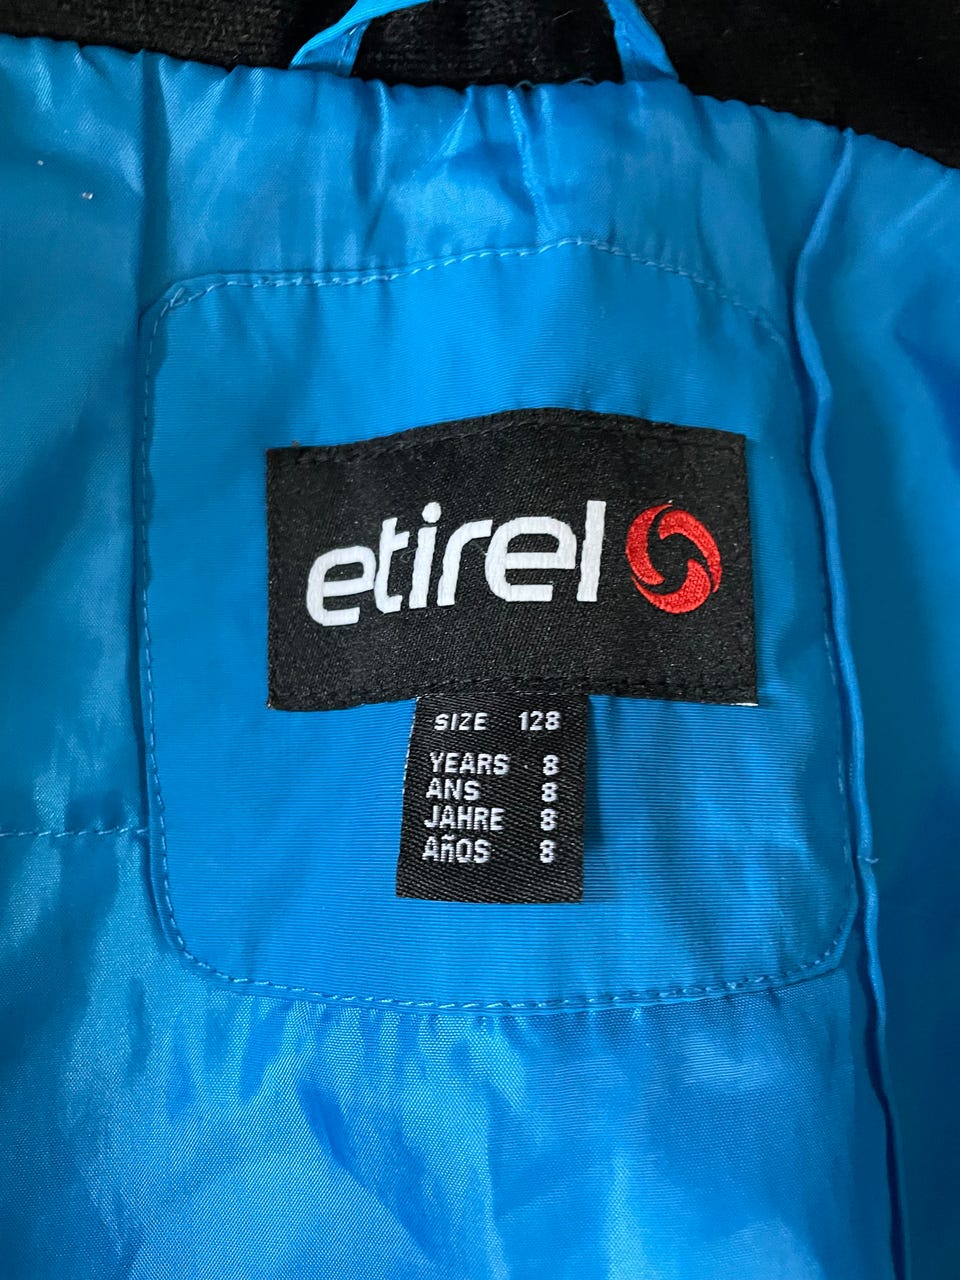 etirel
SIZE 128
YEARS 8
ANS 8
JAHRE 8
AÑOS 8